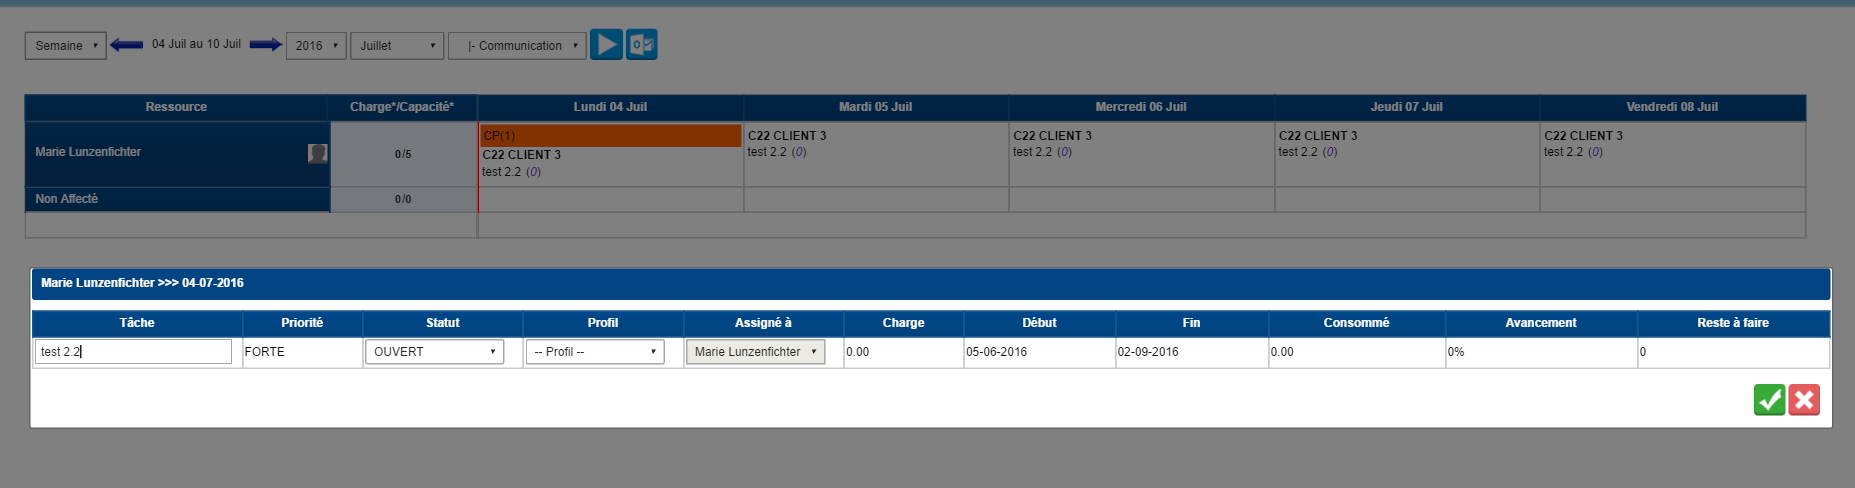 Semaine 04 Juil au 10 Juil 2016 Juillet |- Communication
Ressource Charge*/Capacité* Lundi 04 Juil Mardi 05 Juil Mercredi 06 Juil Jeudi 07 Juil Vendredi 08 Juil
CP(1)
Marie Lunzenfichter 0/5 C22 CLIENT 3 C22 CLIENT 3 C22 CLIENT 3 C22 CLIENT 3 C22 CLIENT 3
test 2.2 (0) test 2.2 (0) test 2.2 (0) test 2.2 (0) test 2.2 (0)
Non Affecté 0/0
Marie Lunzenfichter >>> 04-07-2016
Tâche Priorité Statut Profil Assigné à Charge Début Fin Consommé Avancement Reste à faire
test 2.2 FORTE OUVERT -- Profil -- Marie Lunzenfichter 0.00 05-06-2016 02-09-2016 0.00 0% 0